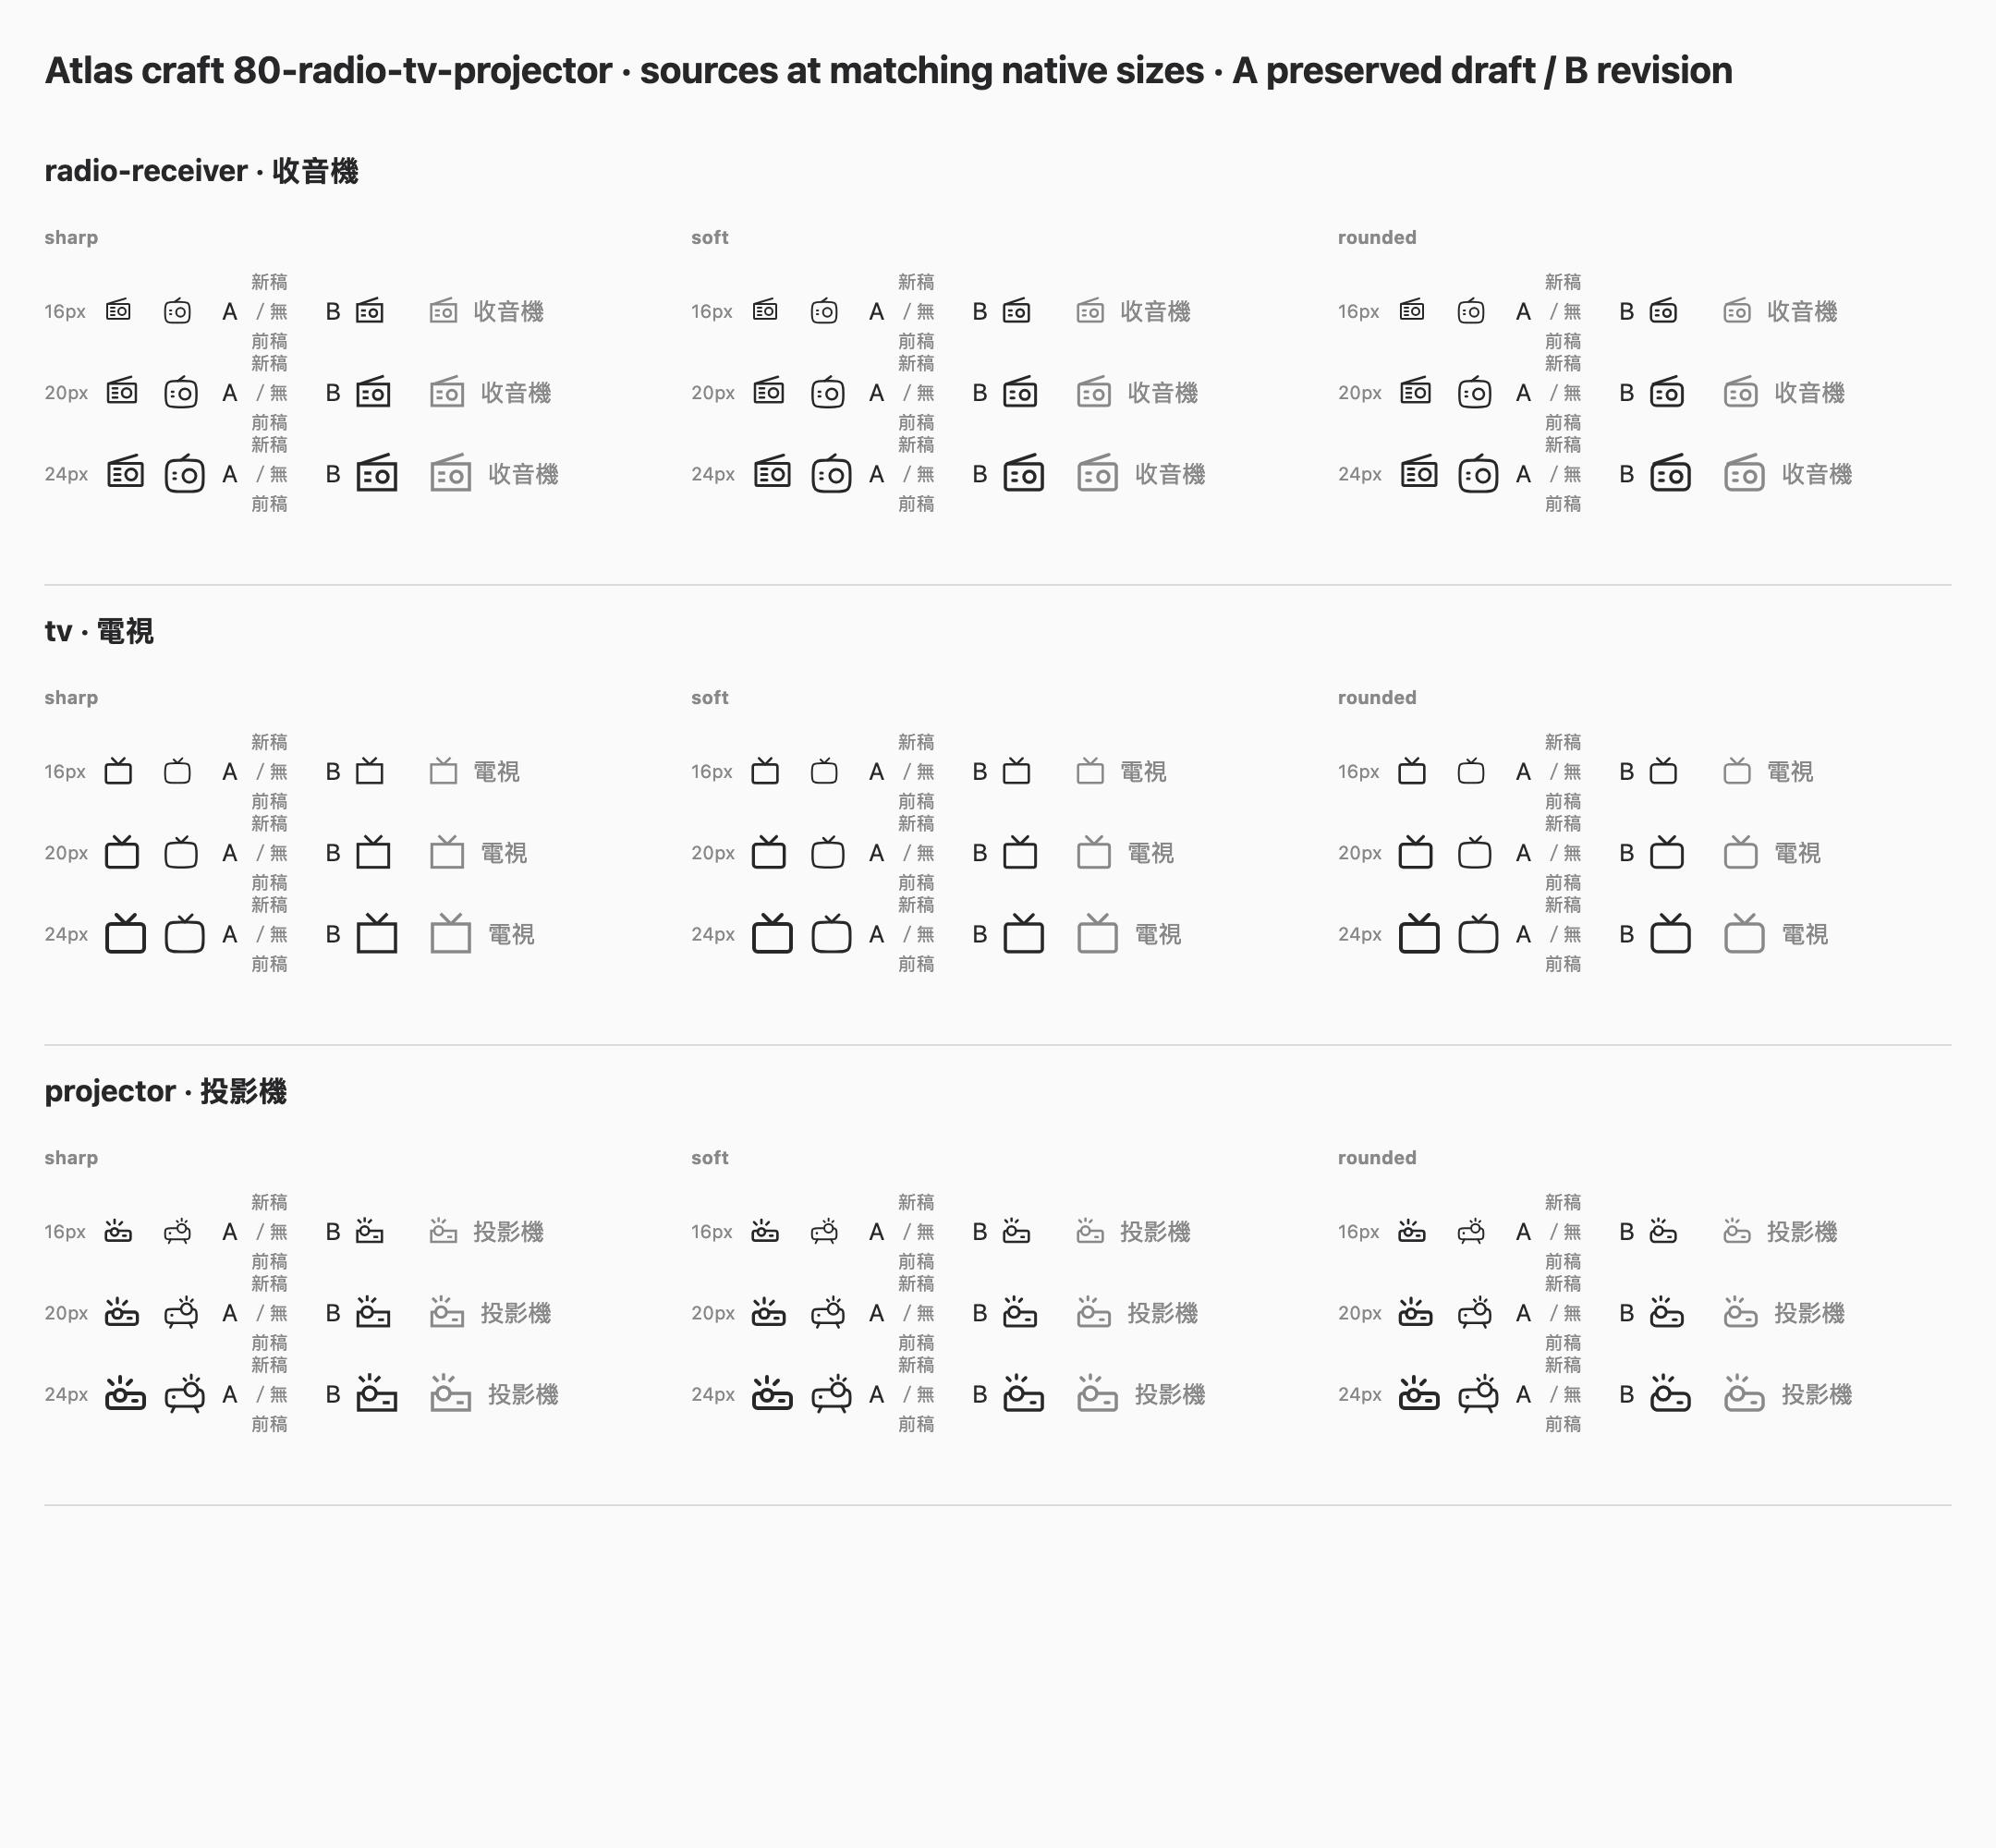 Atlas craft 80-radio-tv-projector · sources at matching native sizes · A preserved draft / B revision
radio-receiver · 收音機
sharp
16px A 新稿 / 無 前稿 B 收音機
20px A 新稿 / 無 前稿 B 收音機
24px A 新稿 / 無 前稿 B 收音機
soft
16px A 新稿 / 無 前稿 B 收音機
20px A 新稿 / 無 前稿 B 收音機
24px A 新稿 / 無 前稿 B 收音機
rounded
16px A 新稿 / 無 前稿 B 收音機
20px A 新稿 / 無 前稿 B 收音機
24px A 新稿 / 無 前稿 B 收音機
tv · 電視
sharp
16px A 新稿 / 無 前稿 B 電視
20px A 新稿 / 無 前稿 B 電視
24px A 新稿 / 無 前稿 B 電視
soft
16px A 新稿 / 無 前稿 B 電視
20px A 新稿 / 無 前稿 B 電視
24px A 新稿 / 無 前稿 B 電視
rounded
16px A 新稿 / 無 前稿 B 電視
20px A 新稿 / 無 前稿 B 電視
24px A 新稿 / 無 前稿 B 電視
projector · 投影機
sharp
16px A 新稿 / 無 前稿 B 投影機
20px A 新稿 / 無 前稿 B 投影機
24px A 新稿 / 無 前稿 B 投影機
soft
16px A 新稿 / 無 前稿 B 投影機
20px A 新稿 / 無 前稿 B 投影機
24px A 新稿 / 無 前稿 B 投影機
rounded
16px A 新稿 / 無 前稿 B 投影機
20px A 新稿 / 無 前稿 B 投影機
24px A 新稿 / 無 前稿 B 投影機